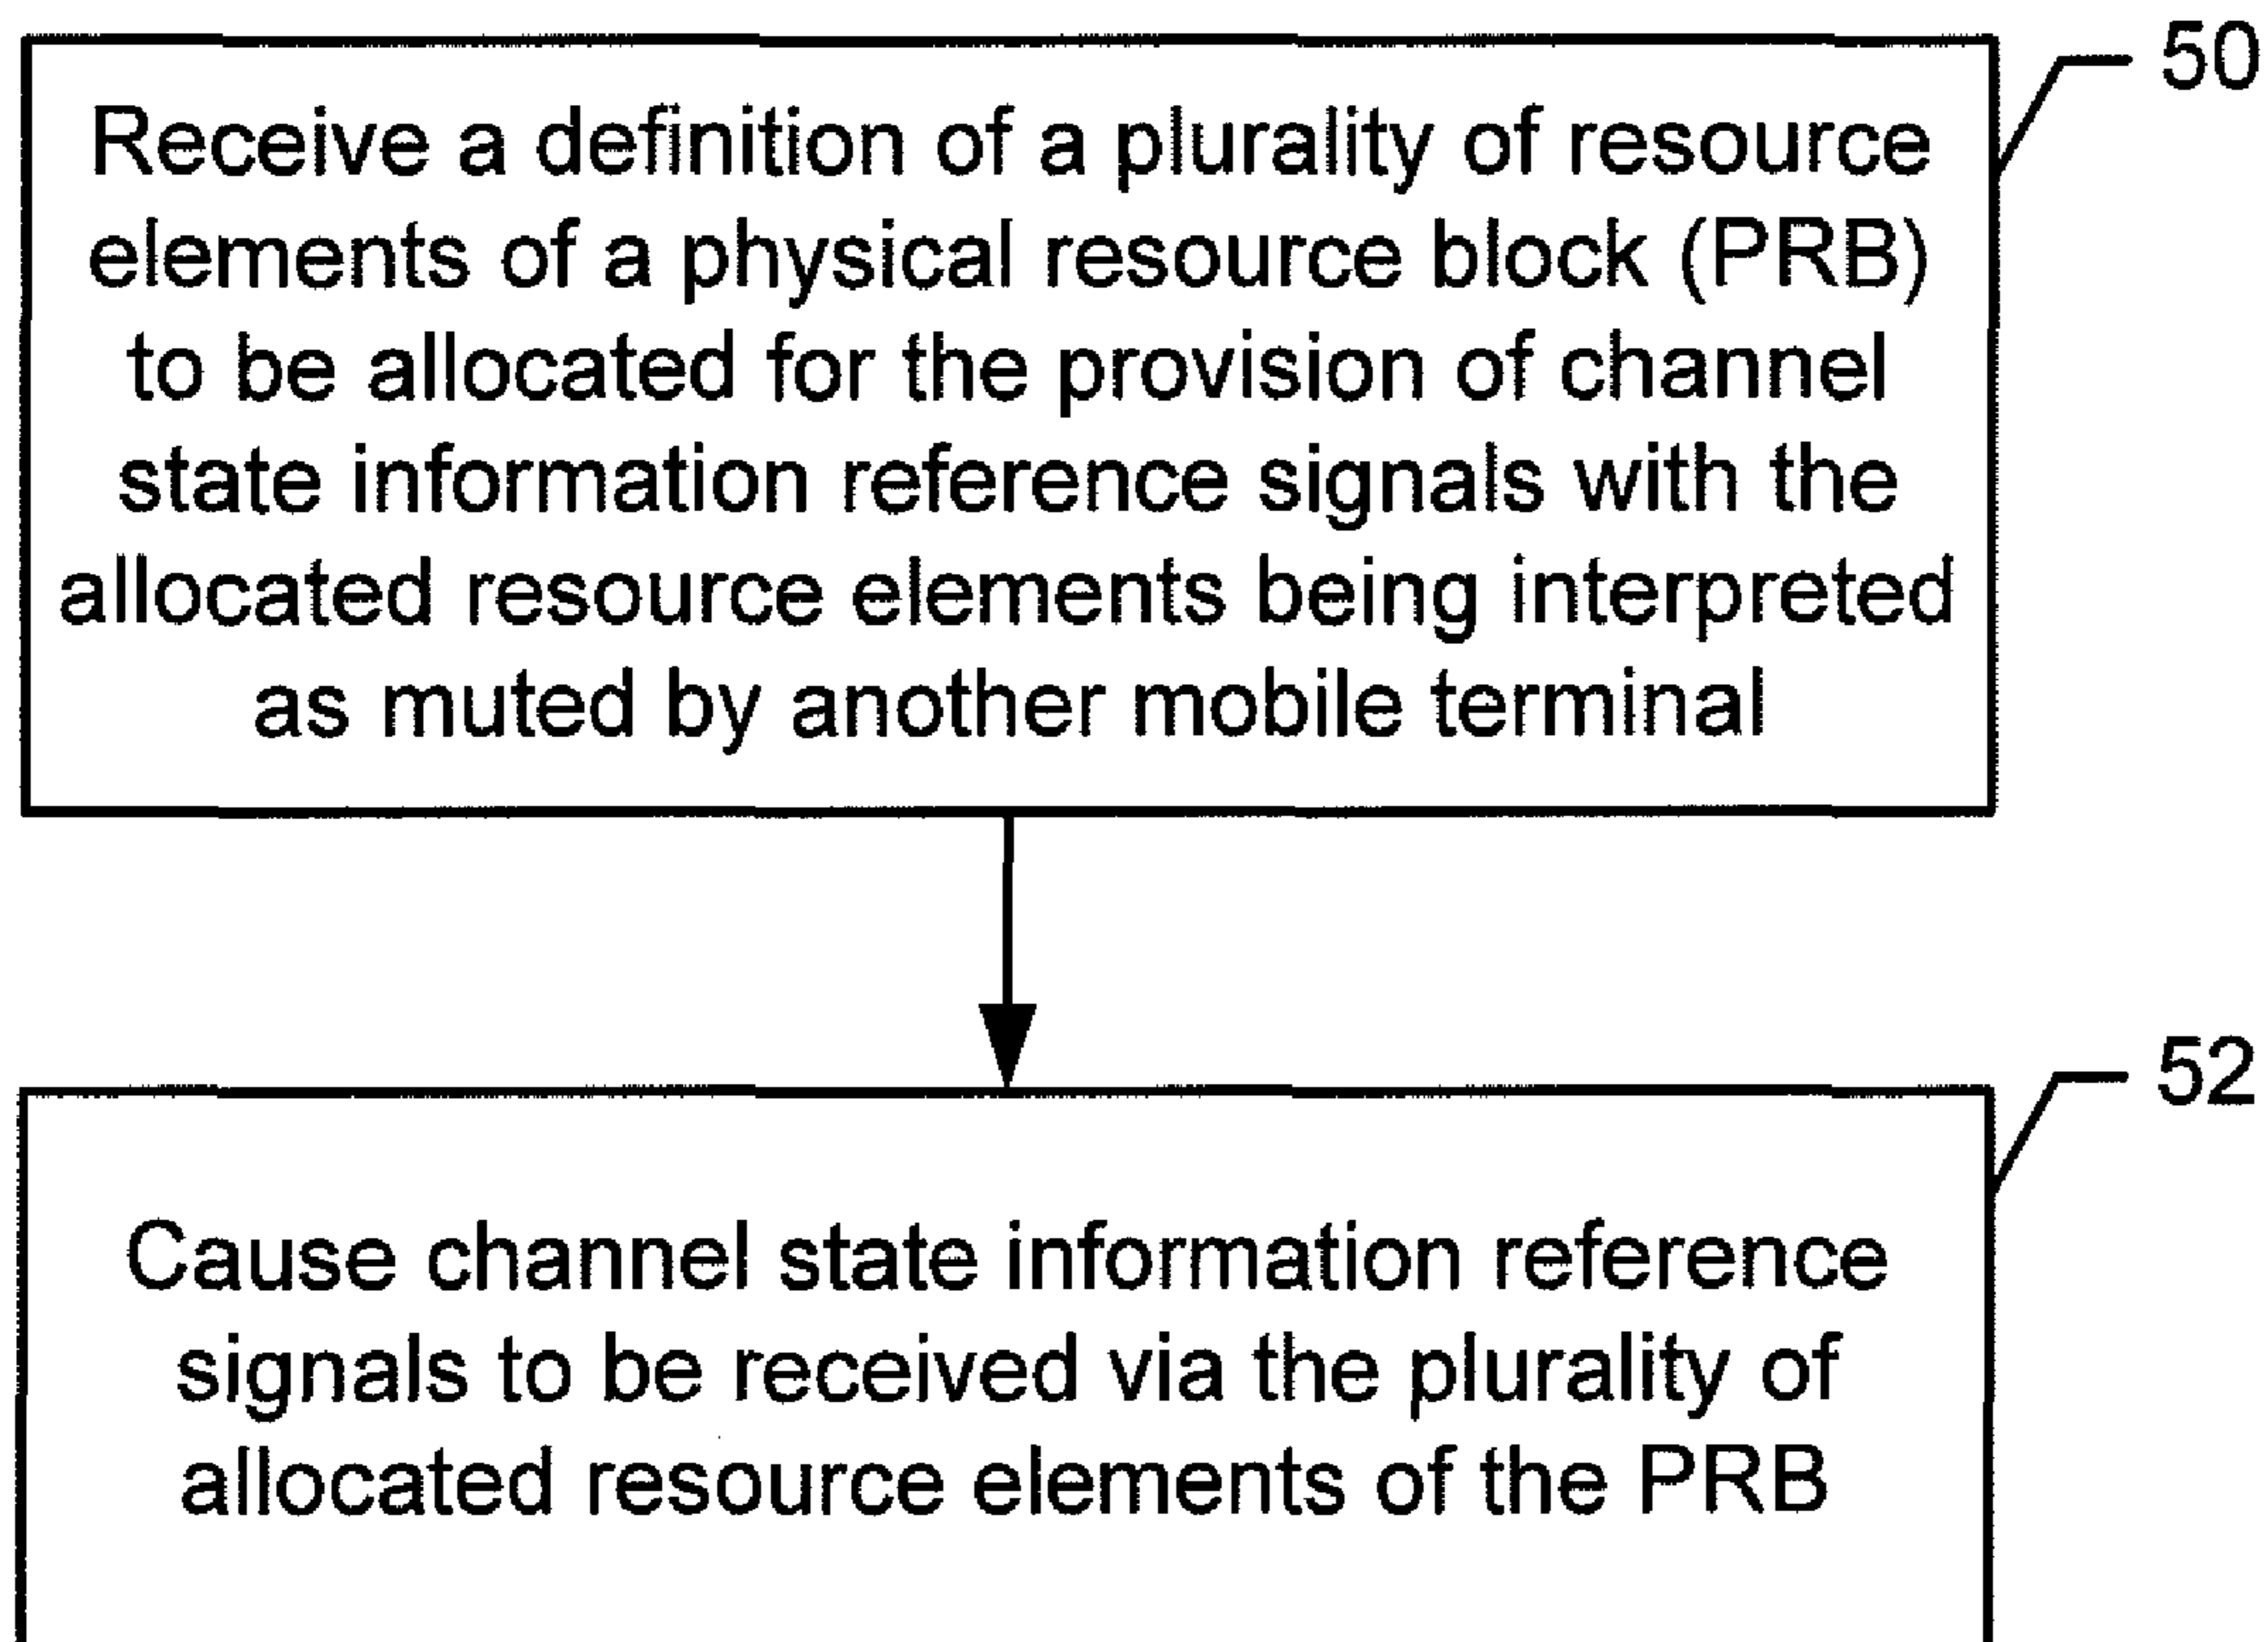 50
Receive a definition of a plurality of resource
elements of a physical resource block (PRB)
to be allocated for the provision of channel
state information reference signals with the
allocated resource elements being interpreted
as muted by another mobile terminal
52
Cause channel state information reference
signals to be received via the plurality of
allocated resource elements of the PRB